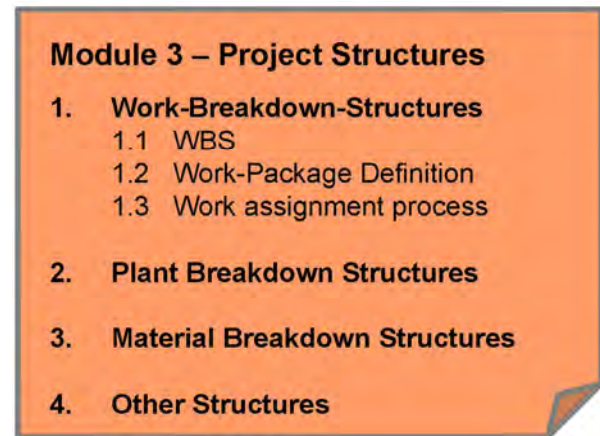 Module 3 – Project Structures
1. Work-Breakdown-Structures
1.1 WBS
1.2 Work-Package Definition
1.3 Work assignment process
2. Plant Breakdown Structures
3. Material Breakdown Structures
4. Other Structures